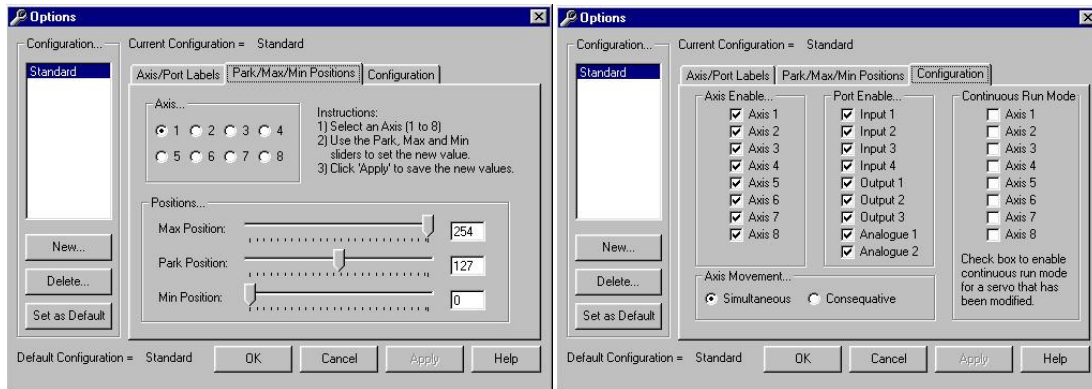 Options
Configuration...
Current Configuration = Standard
Standard
Axis/Port Labels
Park/Max/Min Positions
Configuration
Axis...
1 2 3 4
5 6 7 8
Instructions:
1) Select an Axis (1 to 8)
2) Use the Park, Max and Min
sliders to set the new value.
3) Click 'Apply' to save the new values.
Positions...
Max Position: 254
Park Position: 127
Min Position: 0
New...
Delete...
Set as Default
Default Configuration = Standard
OK
Cancel
Apply
Help
Options
Configuration...
Current Configuration = Standard
Standard
Axis/Port Labels
Park/Max/Min Positions
Configuration
Axis Enable...
Axis 1
Axis 2
Axis 3
Axis 4
Axis 5
Axis 6
Axis 7
Axis 8
Port Enable...
Input 1
Input 2
Input 3
Input 4
Output 1
Output 2
Output 3
Analogue 1
Analogue 2
Continuous Run Mode
Axis 1
Axis 2
Axis 3
Axis 4
Axis 5
Axis 6
Axis 7
Axis 8
Check box to enable
continuous run mode
for a servo that has
been modified.
Axis Movement...
Simultaneous
Consequative
New...
Delete...
Set as Default
Default Configuration = Standard
OK
Cancel
Apply
Help